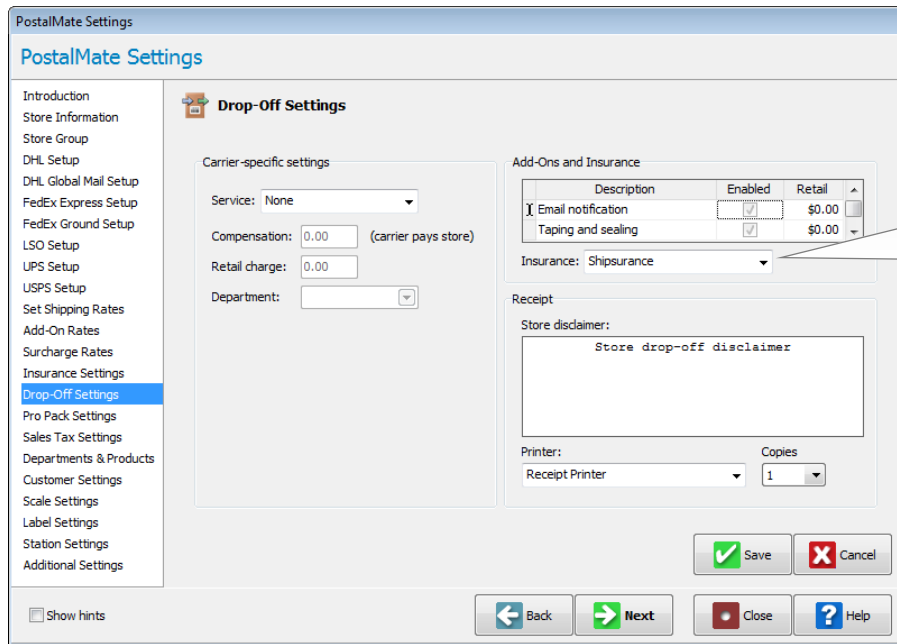 PostalMate Settings
PostalMate Settings
Introduction
Store Information
Store Group
DHL Setup
DHL Global Mail Setup
FedEx Express Setup
FedEx Ground Setup
LSO Setup
UPS Setup
USPS Setup
Set Shipping Rates
Add-On Rates
Surcharge Rates
Insurance Settings
Drop-Off Settings
Pro Pack Settings
Sales Tax Settings
Departments & Products
Customer Settings
Scale Settings
Label Settings
Station Settings
Additional Settings
Drop-Off Settings
Carrier-specific settings
Service: None
Compensation: 0.00 (carrier pays store)
Retail charge: 0.00
Department:
Add-Ons and Insurance
Description Enabled Retail
Email notification $0.00
Taping and sealing $0.00
Insurance: Shipsurance
Receipt
Store disclaimer:
Store drop-off disclaimer
Printer: Copies
Receipt Printer 1
Save Cancel
Show hints Back Next Close Help